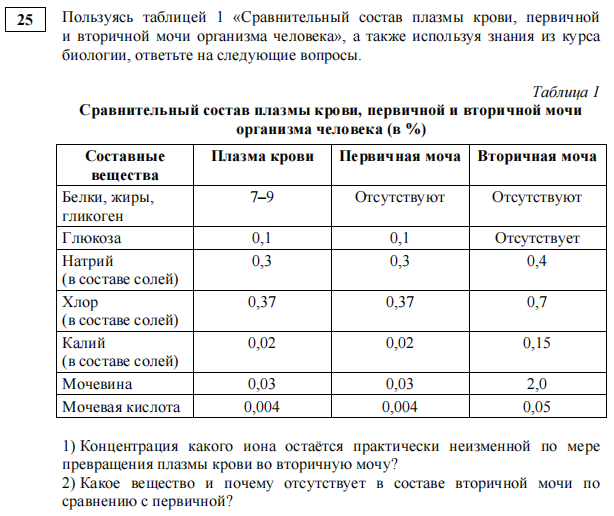 25
Пользуясь таблицей 1 «Сравнительный состав плазмы крови, первичной
и вторичной мочи организма человека», а также используя знания из курса
биологии, ответьте на следующие вопросы.
Таблица 1
Сравнительный состав плазмы крови, первичной и вторичной мочи
организма человека (в %)
Составные вещества Плазма крови Первичная моча Вторичная моча
Белки, жиры, гликоген 7–9 Отсутствуют Отсутствуют
Глюкоза 0,1 0,1 Отсутствует
Натрий (в составе солей) 0,3 0,3 0,4
Хлор (в составе солей) 0,37 0,37 0,7
Калий (в составе солей) 0,02 0,02 0,15
Мочевина 0,03 0,03 2,0
Мочевая кислота 0,004 0,004 0,05
1) Концентрация какого иона остаётся практически неизменной по мере
превращения плазмы крови во вторичную мочу?
2) Какое вещество и почему отсутствует в составе вторичной мочи по
сравнению с первичной?